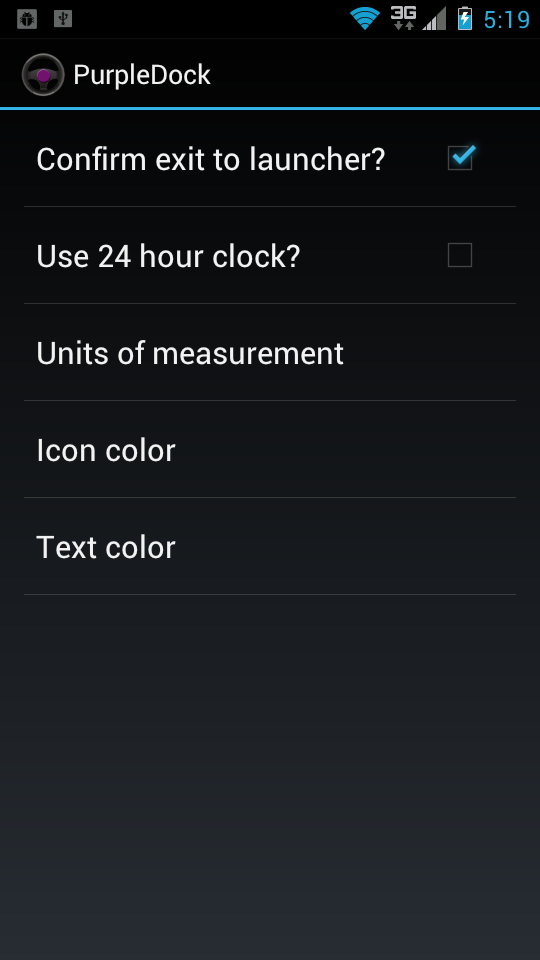 3G 5:19
PurpleDock
Confirm exit to launcher?
Use 24 hour clock?
Units of measurement
Icon color
Text color